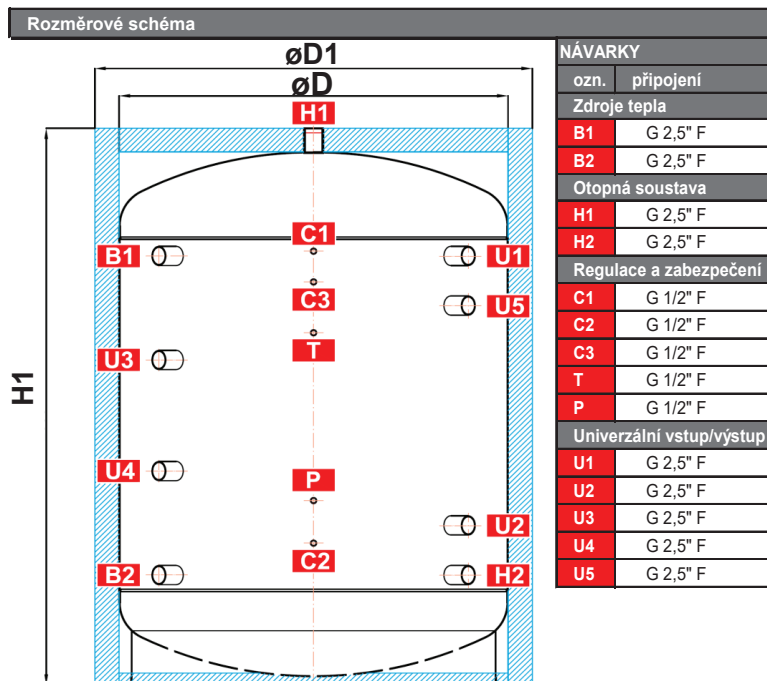 Rozměrové schéma
øD1
øD
H1
C1
B1
U1
C3
U5
T
U3
H1
U4
P
U2
C2
B2
H2
NÁVARKY
ozn. připojení
Zdroje tepla
B1 G 2,5" F
B2 G 2,5" F
Otopná soustava
H1 G 2,5" F
H2 G 2,5" F
Regulace a zabezpečení
C1 G 1/2" F
C2 G 1/2" F
C3 G 1/2" F
T G 1/2" F
P G 1/2" F
Univerzální vstup/výstup
U1 G 2,5" F
U2 G 2,5" F
U3 G 2,5" F
U4 G 2,5" F
U5 G 2,5" F